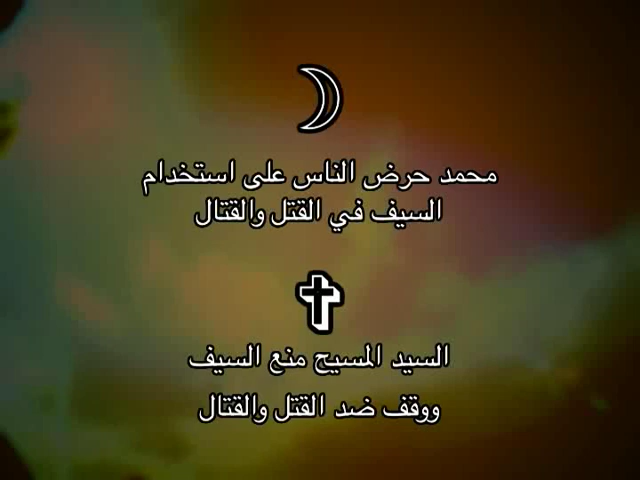 محمد حرض الناس على استخدام
السيف في القتل والقتال
السيد المسيح منع السيف
ووقف ضد القتل والقتال